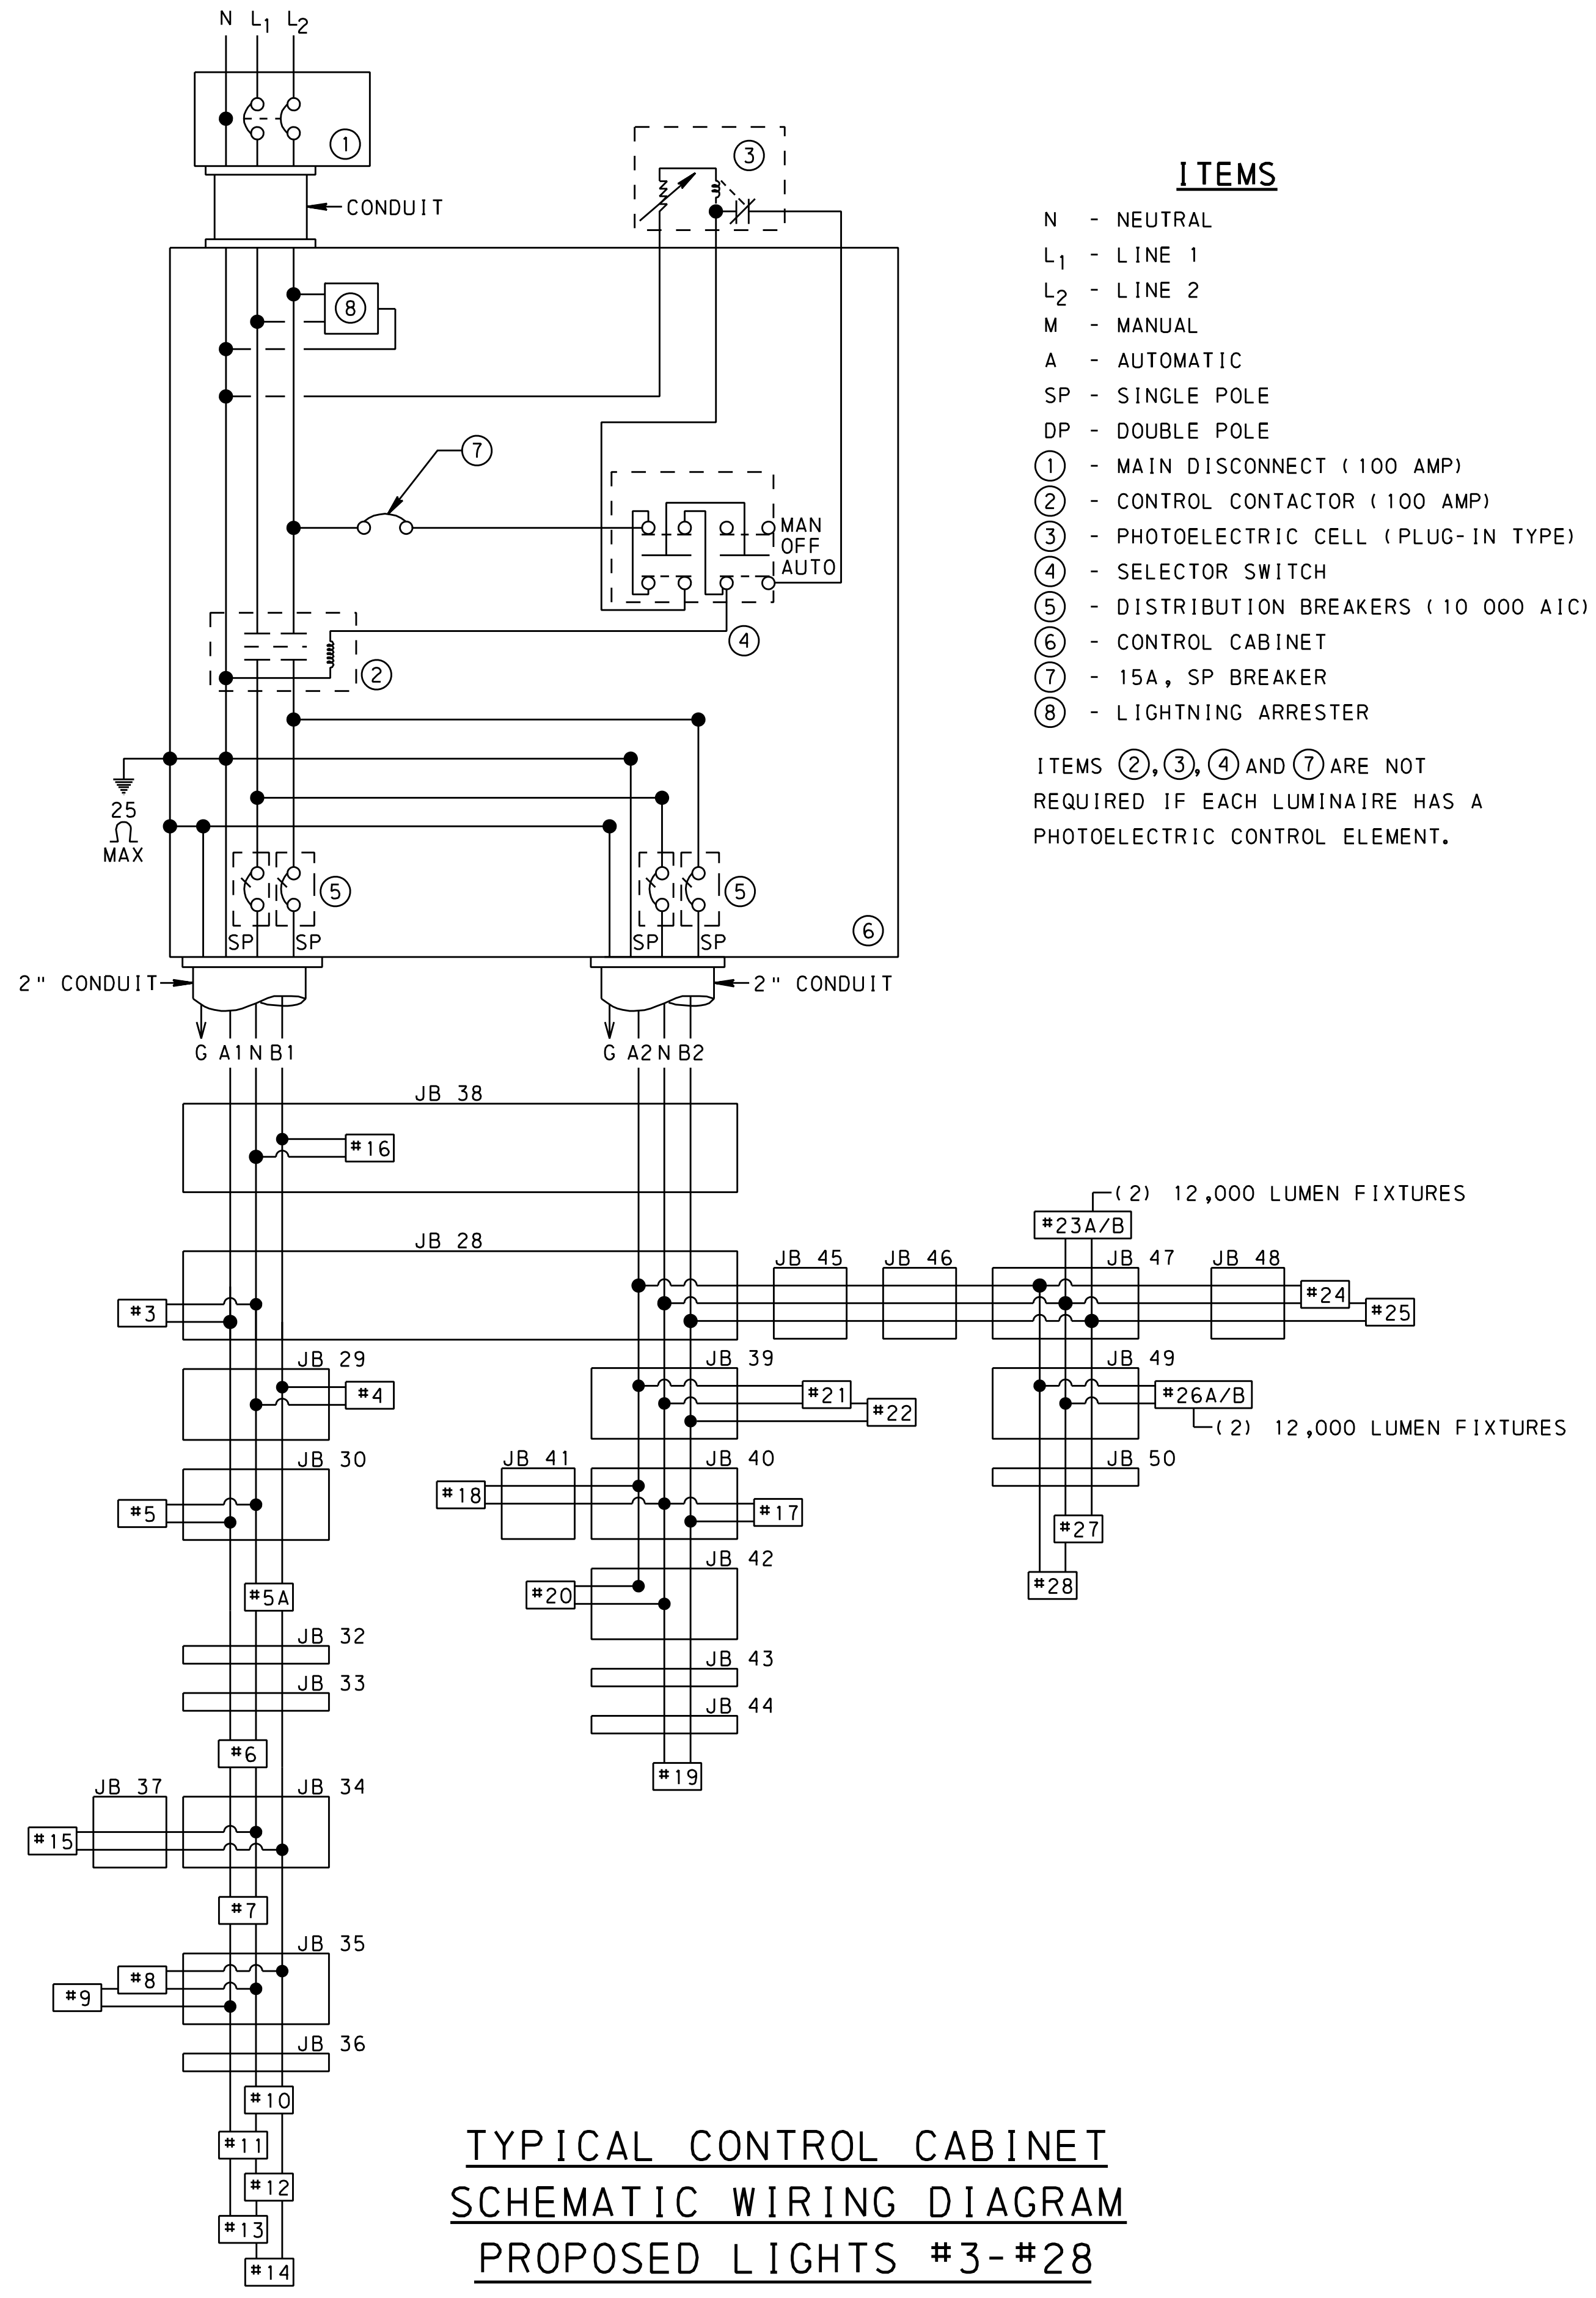 N L1 L2
1
CONDUIT
3
8
7
MAN
OFF
AUTO
4
2
25
Ω
MAX
5
5
6
SP SP SP SP
2" CONDUIT
2" CONDUIT
G A1 N B1
G A2 N B2
ITEMS
N - NEUTRAL
L1 - LINE 1
L2 - LINE 2
M - MANUAL
A - AUTOMATIC
SP - SINGLE POLE
DP - DOUBLE POLE
1 - MAIN DISCONNECT (100 AMP)
2 - CONTROL CONTACTOR (100 AMP)
3 - PHOTOELECTRIC CELL (PLUG-IN TYPE)
4 - SELECTOR SWITCH
5 - DISTRIBUTION BREAKERS (10 000 AIC)
6 - CONTROL CABINET
7 - 15A, SP BREAKER
8 - LIGHTNING ARRESTER
ITEMS 2, 3, 4 AND 7 ARE NOT
REQUIRED IF EACH LUMINAIRE HAS A
PHOTOELECTRIC CONTROL ELEMENT.
JB 38
#16
JB 28
#3
JB 29
#4
JB 30
#5
#5A
JB 32
JB 33
#6
JB 37
JB 34
#15
#7
JB 35
#8
#9
JB 36
#10
#11
#12
#13
#14
JB 45
JB 46
JB 47
JB 48
(2) 12,000 LUMEN FIXTURES
#23A/B
#24
#25
JB 39
#21
#22
JB 49
#26A/B
(2) 12,000 LUMEN FIXTURES
JB 41
JB 40
#18
#17
JB 50
#27
#28
JB 42
#20
JB 43
JB 44
#19
TYPICAL CONTROL CABINET
SCHEMATIC WIRING DIAGRAM
PROPOSED LIGHTS #3-#28